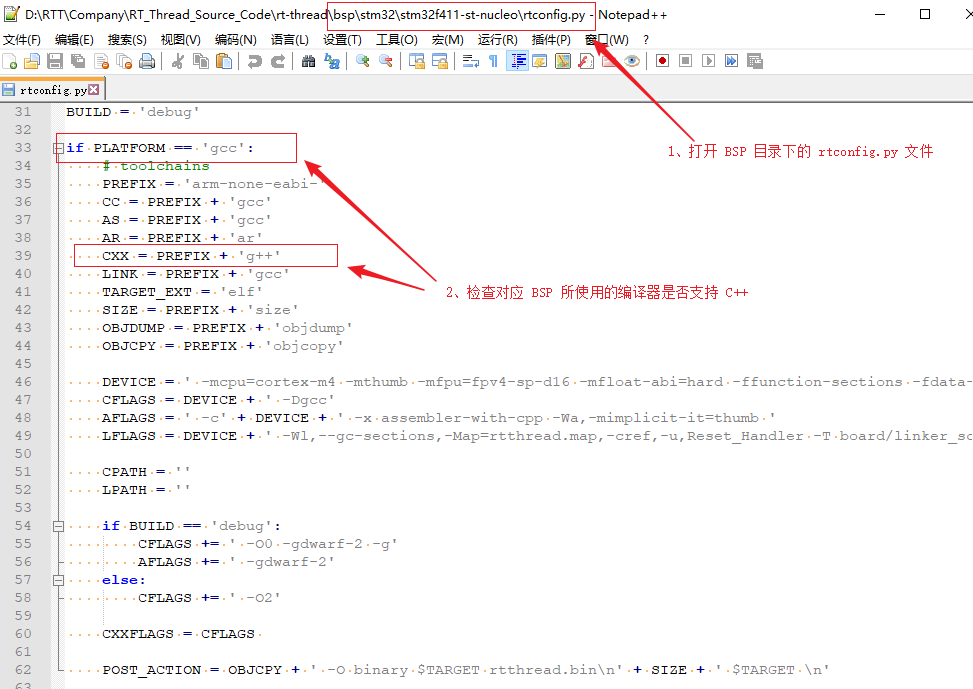 D:\RTT\Company\RT_Thread_Source_Code\rt-thread\bsp\stm32\stm32f411-st-nucleo\rtconfig.py - Notepad++
文件(F) 编辑(E) 搜索(S) 视图(V) 编码(N) 语言(L) 设置(T) 工具(O) 宏(M) 运行(R) 插件(P) 窗口(W) ?
rtconfig.py
31 BUILD = 'debug'
32
33 if PLATFORM == 'gcc':
1、打开 BSP 目录下的 rtconfig.py 文件
34 # toolchains
35 PREFIX = 'arm-none-eabi-'
36 CC = PREFIX + 'gcc'
37 AS = PREFIX + 'gcc'
38 AR = PREFIX + 'ar'
39 CXX = PREFIX + 'g++'
40 LINK = PREFIX + 'gcc'
41 TARGET_EXT = 'elf'
2、检查对应 BSP 所使用的编译器是否支持 C++
42 SIZE = PREFIX + 'size'
43 OBJDUMP = PREFIX + 'objdump'
44 OBJCPY = PREFIX + 'objcopy'
45
46 DEVICE = ' -mcpu=cortex-m4 -mthumb -mfpu=fpv4-sp-d16 -mfloat-abi=hard -ffunction-sections -fdata-
47 CFLAGS = DEVICE + ' -Dgcc'
48 AFLAGS = ' -c' + DEVICE + ' -x assembler-with-cpp -Wa,-mimplicit-it=thumb '
49 LFLAGS = DEVICE + ' -Wl,--gc-sections,-Map=rtthread.map,-cref,-u,Reset_Handler -T board/linker_sc
50
51 CPATH = ''
52 LPATH = ''
53
54 if BUILD == 'debug':
55 CFLAGS += ' -O0 -gdwarf-2 -g'
56 AFLAGS += ' -gdwarf-2'
57 else:
58 CFLAGS += ' -O2'
59
60 CXXFLAGS = CFLAGS
61
62 POST_ACTION = OBJCPY + ' -O binary $TARGET rtthread.bin\n' + SIZE + ' $TARGET \n'
63